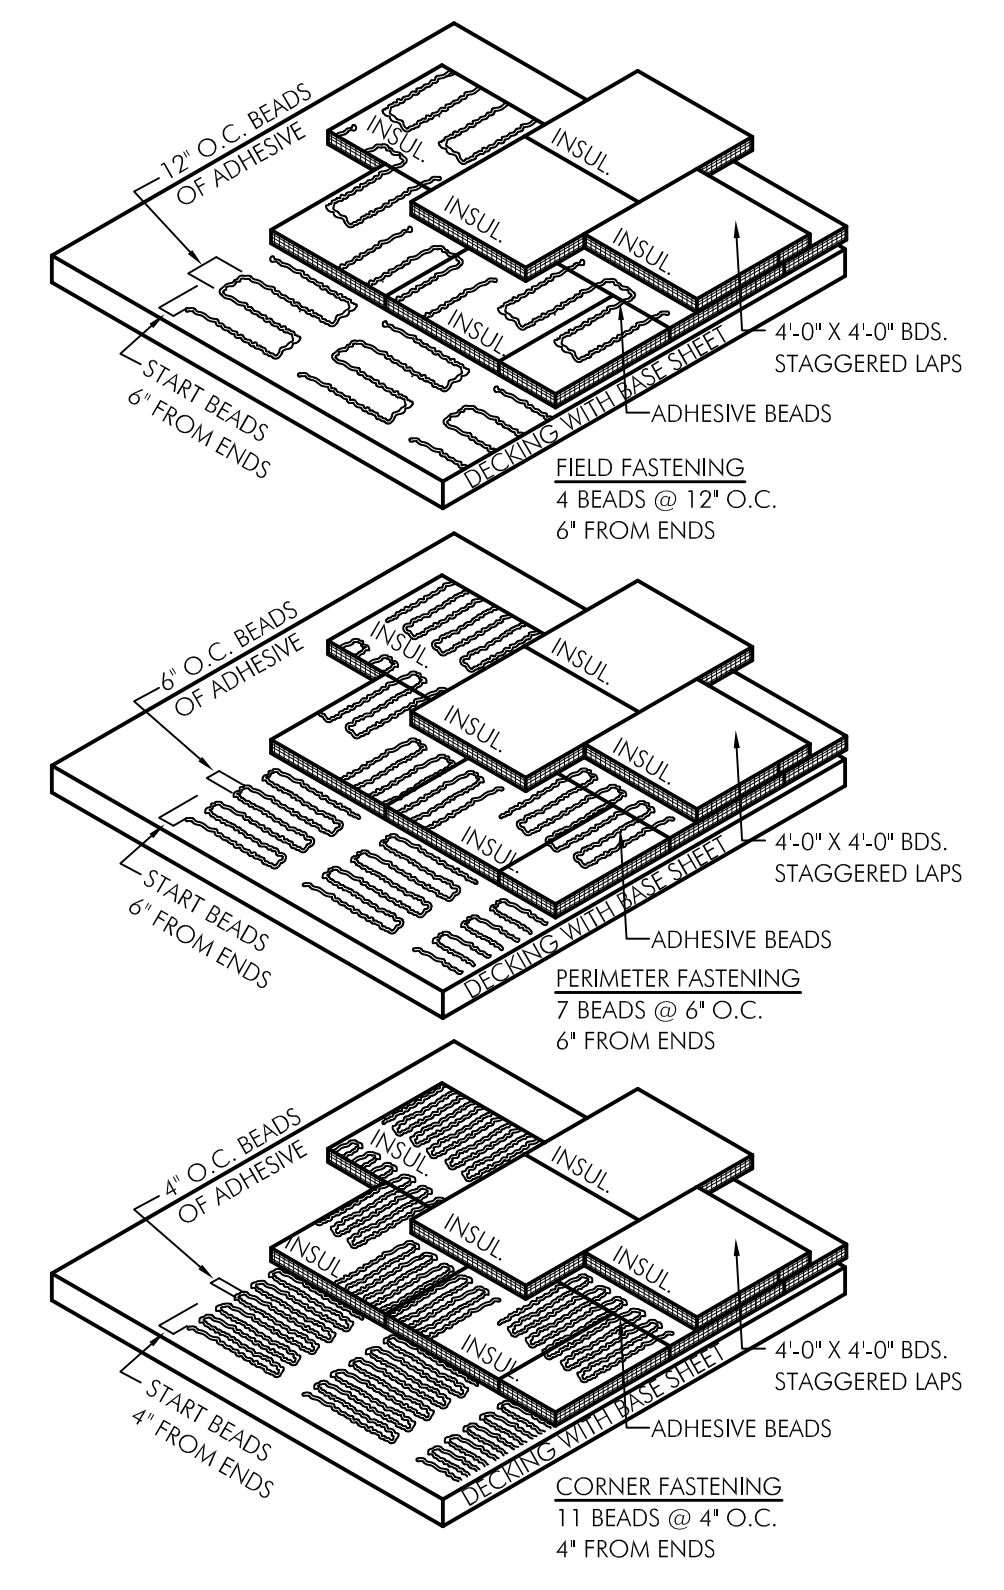 12" O.C. BEADS
OF ADHESIVE
INSUL.
INSUL.
INSUL.
INSUL.
INSUL.
START BEADS
6" FROM ENDS
4'-0" X 4'-0" BDS.
STAGGERED LAPS
ADHESIVE BEADS
DECKING WITH BASE SHEET
FIELD FASTENING
4 BEADS @ 12" O.C.
6" FROM ENDS
6" O.C. BEADS
OF ADHESIVE
INSUL.
INSUL.
INSUL.
INSUL.
INSUL.
START BEADS
6" FROM ENDS
4'-0" X 4'-0" BDS.
STAGGERED LAPS
ADHESIVE BEADS
DECKING WITH BASE SHEET
PERIMETER FASTENING
7 BEADS @ 6" O.C.
6" FROM ENDS
4" O.C. BEADS
OF ADHESIVE
INSUL.
INSUL.
INSUL.
INSUL.
INSUL.
INSUL.
START BEADS
4" FROM ENDS
4'-0" X 4'-0" BDS.
STAGGERED LAPS
ADHESIVE BEADS
DECKING WITH BASE SHEET
CORNER FASTENING
11 BEADS @ 4" O.C.
4" FROM ENDS